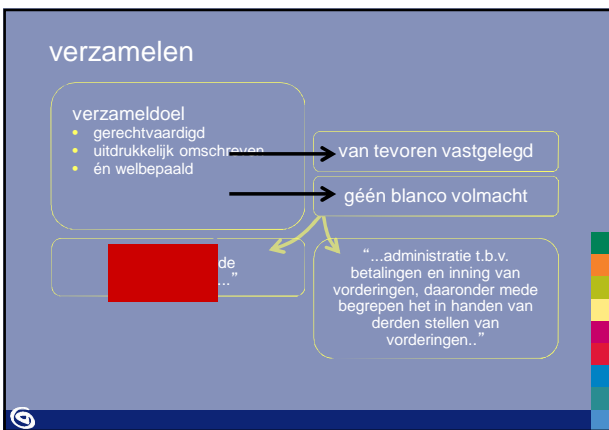 verzamelen
verzameldoel
• gerechtvaardigd
• uitdrukkelijk omschreven
• én welbepaald
van tevoren vastgelegd
géén blanco volmacht
de
...”
“...administratie t.b.v.
betalingen en inning van
vorderingen, daaronder mede
begrepen het in handen van
derden stellen van
vorderingen..”